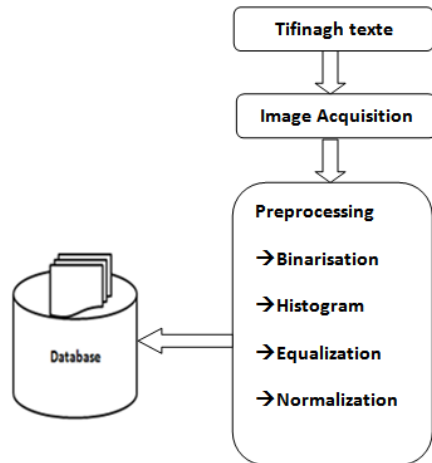 Tifinagh texte
Image Acquisition
Preprocessing
→Binarisation
→Histogram
→Equalization
→Normalization
Database